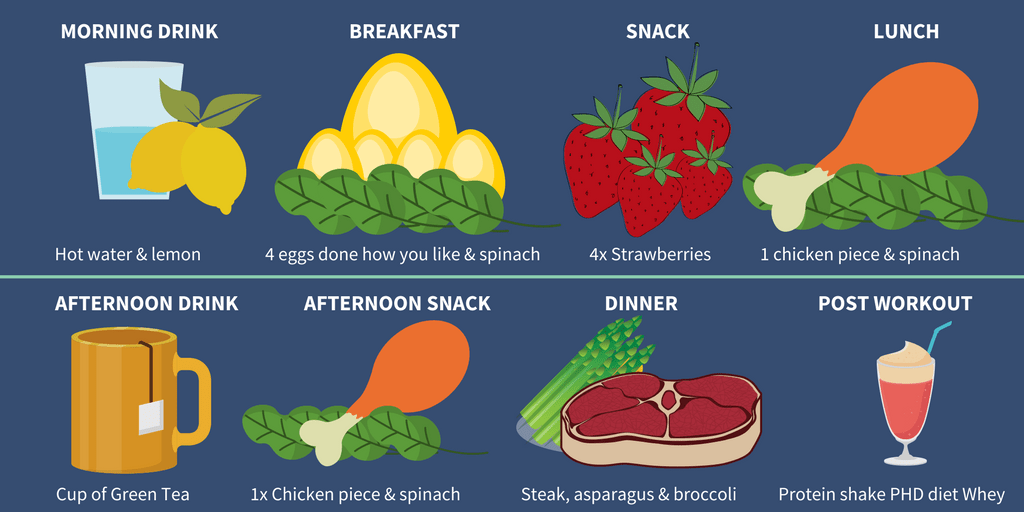 MORNING DRINK
BREAKFAST
SNACK
LUNCH
Hot water & lemon
4 eggs done how you like & spinach
4x Strawberries
1 chicken piece & spinach
AFTERNOON DRINK
AFTERNOON SNACK
DINNER
POST WORKOUT
Cup of Green Tea
1x Chicken piece & spinach
Steak, asparagus & broccoli
Protein shake PHD diet Whey